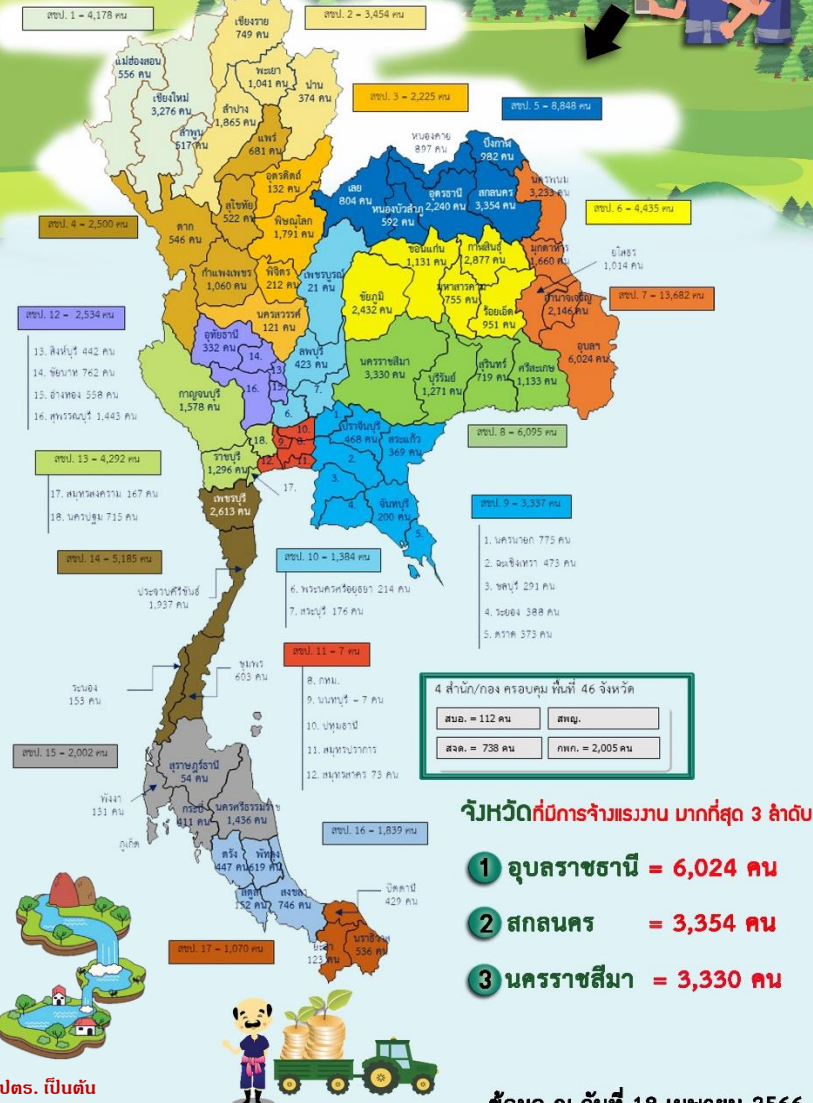 สชป. 1 = 4,178 คน
สชป. 2 = 3,454 คน
เชียงราย
749 คน
แม่ฮ่องสอน
556 คน
พะเยา
1,041 คน
น่าน
374 คน
เชียงใหม่
3,276 คน
ลำปาง
1,865 คน
ลำพูน
517 คน
แพร่
681 คน
สชป. 3 = 2,225 คน
สชป. 5 = 8,848 คน
หนองคาย
897 คน
บึงกาฬ
982 คน
อุตรดิตถ์
132 คน
เลย
804 คน
หนองบัวลำภู
592 คน
อุดรธานี
2,240 คน
สกลนคร
3,354 คน
นครพนม
3,233 คน
สชป. 4 = 2,500 คน
ตาก
546 คน
สุโขทัย
522 คน
พิษณุโลก
1,791 คน
สชป. 6 = 4,435 คน
ขอนแก่น
1,131 คน
กาฬสินธุ์
2,877 คน
มุกดาหาร
1,660 คน
ยโสธร
1,014 คน
กำแพงเพชร
1,060 คน
พิจิตร
212 คน
เพชรบูรณ์
21 คน
ชัยภูมิ
2,432 คน
มหาสารคาม
755 คน
ร้อยเอ็ด
951 คน
อำนาจเจริญ
2,146 คน
สชป. 7 = 13,682 คน
นครสวรรค์
121 คน
สชป. 12 = 2,534 คน
13. สิงห์บุรี 442 คน
14. ชัยนาท 762 คน
15. อ่างทอง 558 คน
16. สุพรรณบุรี 1,443 คน
อุทัยธานี
332 คน
14.
13.
15.
16.
ลพบุรี
423 คน
7.
6.
นครราชสีมา
3,330 คน
บุรีรัมย์
1,271 คน
สุรินทร์
719 คน
ศรีสะเกษ
1,133 คน
อุบลฯ
6,024 คน
กาญจนบุรี
1,578 คน
สชป. 8 = 6,095 คน
1.
ปราจีนบุรี
468 คน
สระแก้ว
369 คน
2.
3.
4.
จันทบุรี
200 คน
5.
18.
10.
9.
8.
12.
11.
ราชบุรี
1,296 คน
17.
สชป. 13 = 4,292 คน
17. สมุทรสงคราม 167 คน
18. นครปฐม 715 คน
เพชรบุรี
2,613 คน
สชป. 9 = 3,337 คน
1. นครนายก 775 คน
2. ฉะเชิงเทรา 473 คน
3. ชลบุรี 291 คน
4. ระยอง 388 คน
5. ตราด 373 คน
สชป. 14 = 5,185 คน
ประจวบคีรีขันธ์
1,937 คน
สชป. 10 = 1,384 คน
6. พระนครศรีอยุธยา 214 คน
7. สระบุรี 176 คน
ชุมพร
603 คน
ระนอง
153 คน
สชป. 11 = 7 คน
8. กทม.
9. นนทบุรี = 7 คน
10. ปทุมธานี
11. สมุทรปราการ
12. สมุทรสาคร 73 คน
4 สำนัก/กอง ครอบคุม พื้นที่ 46 จังหวัด
สบอ. = 112 คน
สพญ.
สจด. = 738 คน
กพก. = 2,005 คน
สชป. 15 = 2,002 คน
สุราษฎร์ธานี
54 คน
พังงา
131 คน
กระบี่
411 คน
นครศรีธรรมราช
1,436 คน
ภูเก็ต
สชป. 16 = 1,839 คน
ตรัง
447 คน
พัทลุง
619 คน
สตูล
152 คน
สงขลา
746 คน
ปัตตานี
429 คน
สชป. 17 = 1,070 คน
ยะลา
123 คน
นราธิวาส
536 คน
จังหวัดที่มีการจ้างแรงงาน มากที่สุด 3 ลำดับ
1 อุบลราชธานี = 6,024 คน
2 สกลนคร = 3,354 คน
3 นครราชสีมา = 3,330 คน
ปตร. เป็นต้น
ข้อมูล ณ วันที่ 18 เมษายน 2566